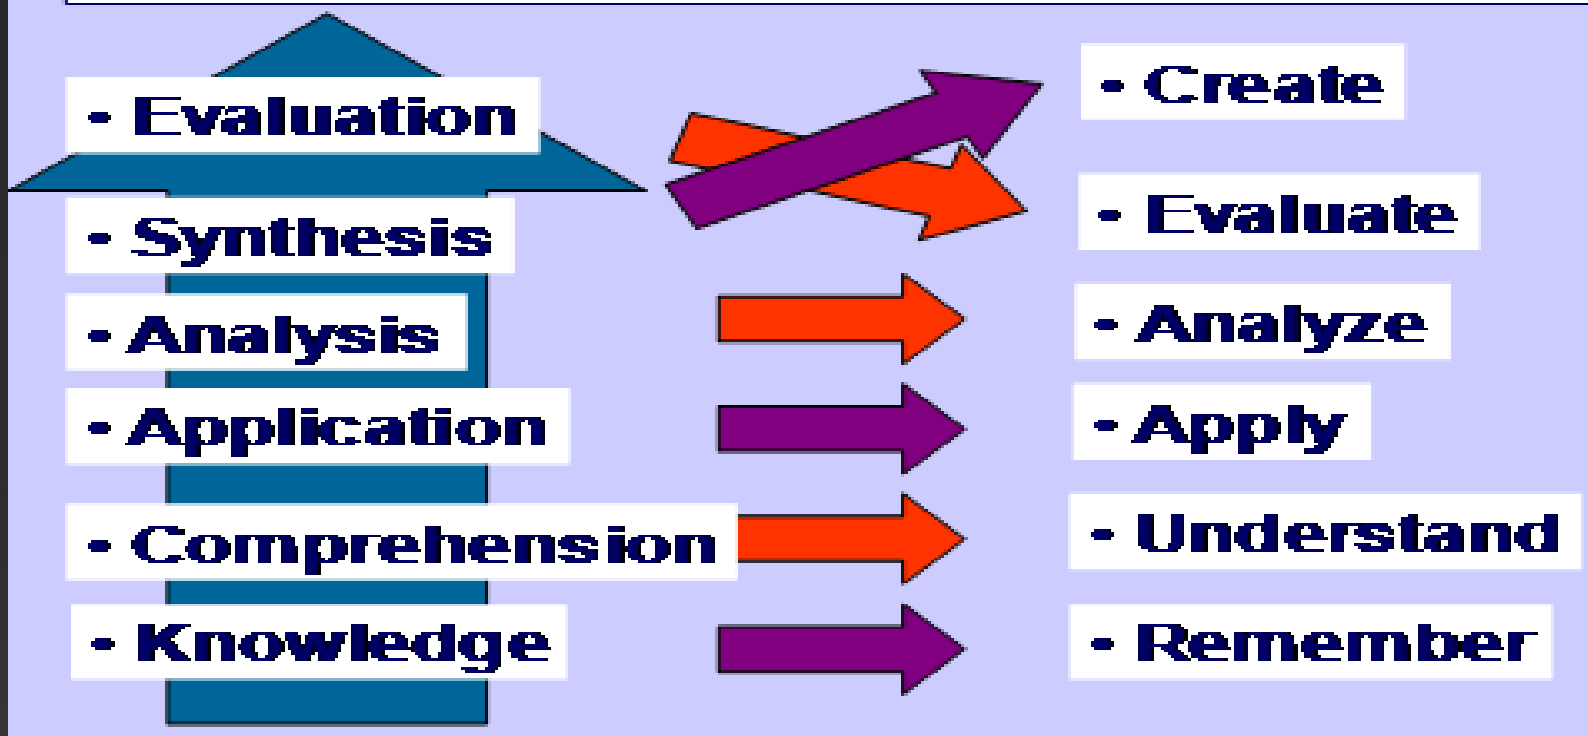 - Evaluation
- Synthesis
- Analysis
- Application
- Comprehension
- Knowledge
- Create
- Evaluate
- Analyze
- Apply
- Understand
- Remember